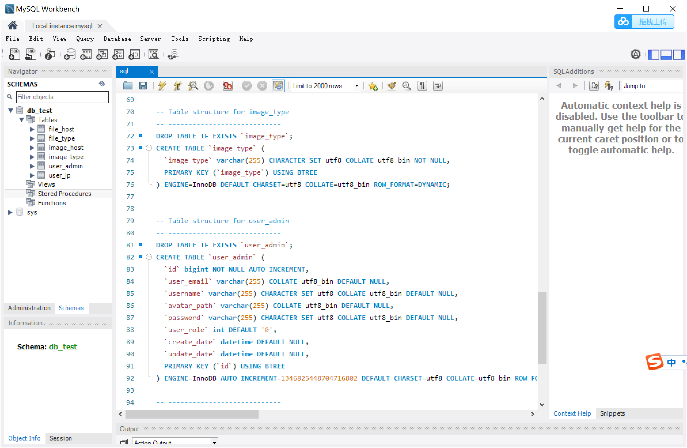 MySQL Workbench
Local instance mysql
File Edit View Query Database Server Tools Scripting Help
拖拽上传
Navigator
SCHEMAS
Filter objects
db_test
Tables
file_host
file_type
image_host
image_type
user_admin
user_ip
Views
Stored Procedures
Functions
sys
Administration Schemas
Information
Schema: db_test
Object Info Session
sql
Limit to 2000 rows
69
70 -- Table structure for image_type
71 -- ----------------------------
72 DROP TABLE IF EXISTS `image_type`;
73 CREATE TABLE `image_type` (
74 `image_type` varchar(255) CHARACTER SET utf8 COLLATE utf8_bin NOT NULL,
75 PRIMARY KEY (`image_type`) USING BTREE
76 ) ENGINE=InnoDB DEFAULT CHARSET=utf8 COLLATE=utf8_bin ROW_FORMAT=DYNAMIC;
77
78
79 -- Table structure for user_admin
80 -- ----------------------------
81 DROP TABLE IF EXISTS `user_admin`;
82 CREATE TABLE `user_admin` (
83 `id` bigint NOT NULL AUTO_INCREMENT,
84 `user_email` varchar(255) COLLATE utf8_bin DEFAULT NULL,
85 `username` varchar(255) CHARACTER SET utf8 COLLATE utf8_bin DEFAULT NULL,
86 `avatar_path` varchar(255) COLLATE utf8_bin DEFAULT NULL,
87 `password` varchar(255) CHARACTER SET utf8 COLLATE utf8_bin DEFAULT NULL,
88 `user_role` int DEFAULT '0',
89 `create_date` datetime DEFAULT NULL,
90 `update_date` datetime DEFAULT NULL,
91 PRIMARY KEY (`id`) USING BTREE
92 ) ENGINE=InnoDB AUTO_INCREMENT=1346825448704716802 DEFAULT CHARSET=utf8 COLLATE=utf8_bin ROW_FO
93
94 -- ----------------------------
Output
Action Output
SQLAdditions
Jump to
Automatic context help is
disabled. Use the toolbar to
manually get help for the
current caret position or to
toggle automatic help.
中
Context Help Snippets